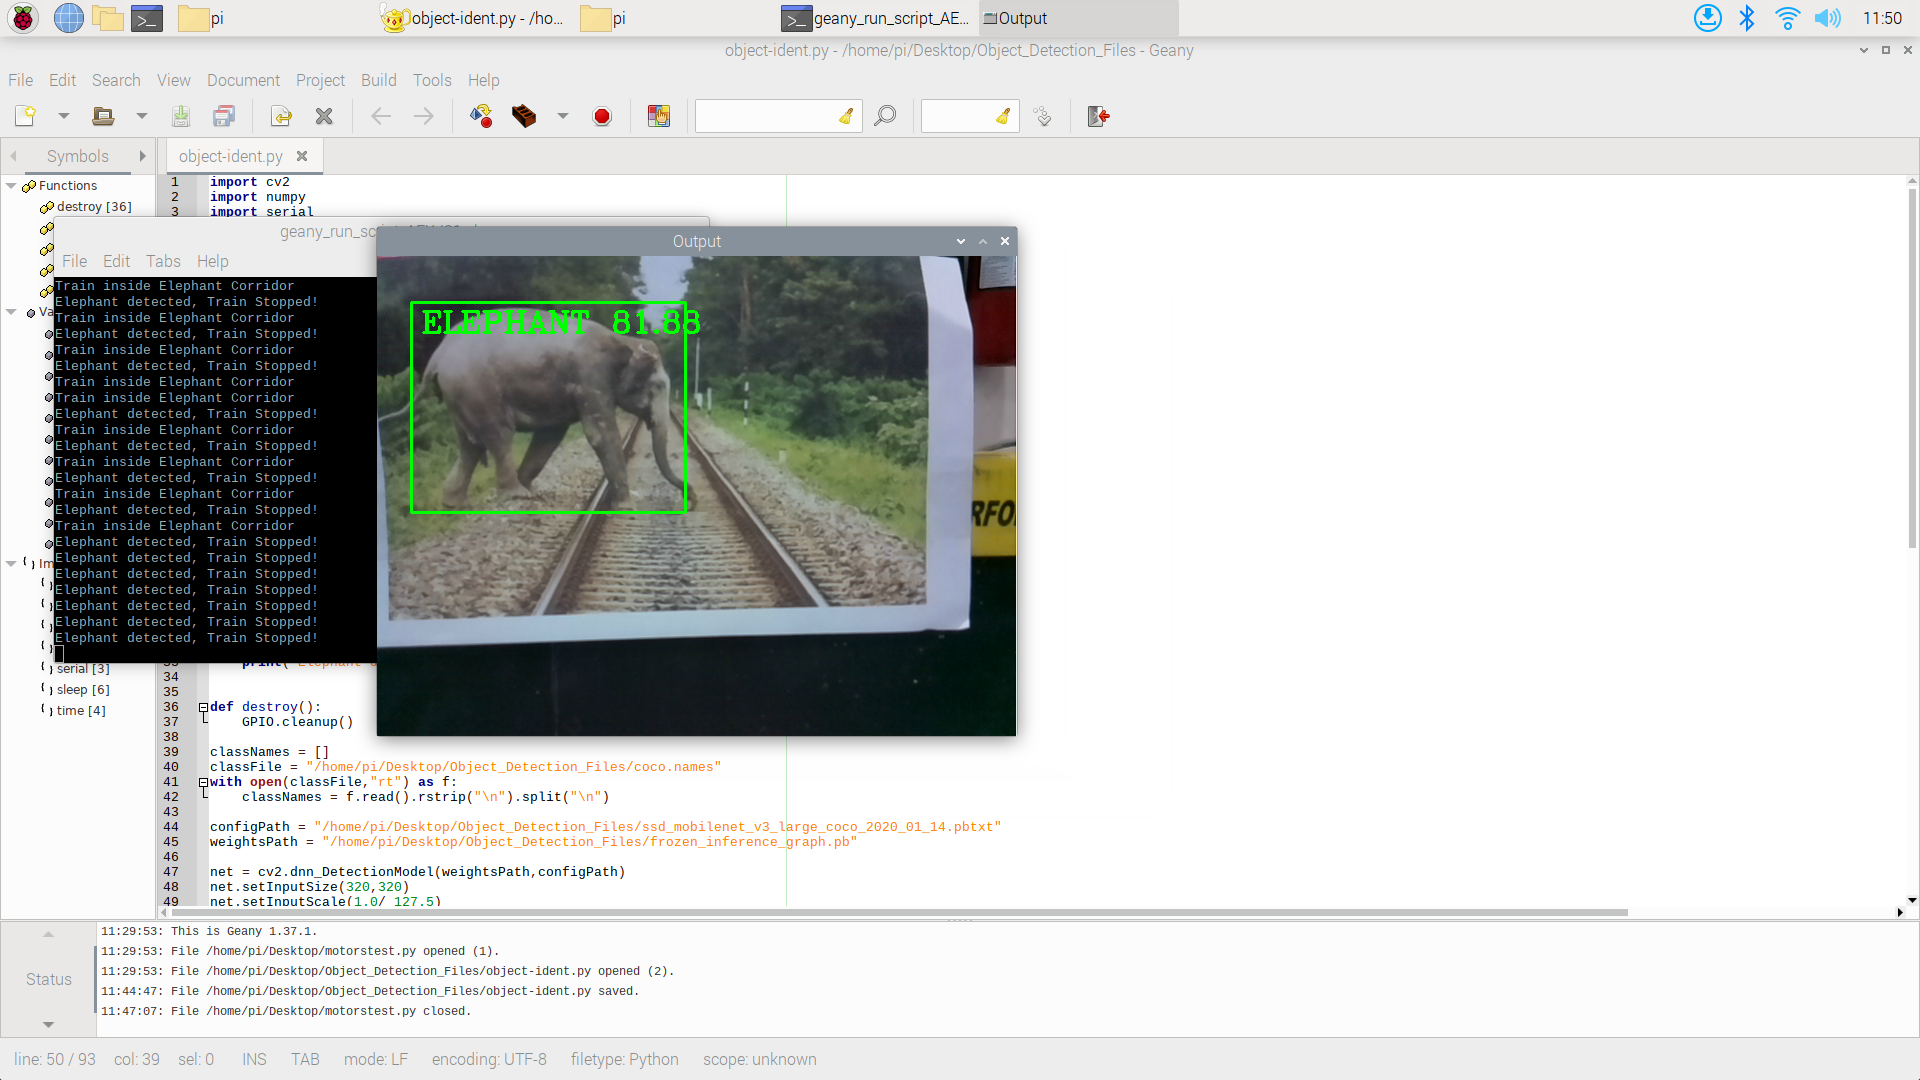 pi
object-ident.py - /ho...
pi
geany_run_script_AE...
Output
11:50
object-ident.py - /home/pi/Desktop/Object_Detection_Files - Geany
File Edit Search View Document Project Build Tools Help
Symbols
object-ident.py
Functions
destroy [36]
Va
Im
serial [3]
sleep [6]
time [4]
1 import cv2
2 import numpy
3 import serial
geany_run_sc
File Edit Tabs Help
Train inside Elephant Corridor
Elephant detected, Train Stopped!
Train inside Elephant Corridor
Elephant detected, Train Stopped!
Train inside Elephant Corridor
Elephant detected, Train Stopped!
Train inside Elephant Corridor
Train inside Elephant Corridor
Elephant detected, Train Stopped!
Train inside Elephant Corridor
Elephant detected, Train Stopped!
Train inside Elephant Corridor
Elephant detected, Train Stopped!
Train inside Elephant Corridor
Elephant detected, Train Stopped!
Train inside Elephant Corridor
Elephant detected, Train Stopped!
Elephant detected, Train Stopped!
Elephant detected, Train Stopped!
Elephant detected, Train Stopped!
Elephant detected, Train Stopped!
Elephant detected, Train Stopped!
Elephant detected, Train Stopped!
Output
ELEPHANT 81.88
RFO
34
35
36 def destroy():
37 GPIO.cleanup()
38
39 classNames = []
40 classFile = "/home/pi/Desktop/Object_Detection_Files/coco.names"
41 with open(classFile,"rt") as f:
42 classNames = f.read().rstrip("\n").split("\n")
43
44 configPath = "/home/pi/Desktop/Object_Detection_Files/ssd_mobilenet_v3_large_coco_2020_01_14.pbtxt"
45 weightsPath = "/home/pi/Desktop/Object_Detection_Files/frozen_inference_graph.pb"
46
47 net = cv2.dnn_DetectionModel(weightsPath,configPath)
48 net.setInputSize(320,320)
49 net.setInputScale(1.0/ 127.5)
Status
11:29:53: This is Geany 1.37.1.
11:29:53: File /home/pi/Desktop/motorstest.py opened (1).
11:29:53: File /home/pi/Desktop/Object_Detection_Files/object-ident.py opened (2).
11:44:47: File /home/pi/Desktop/Object_Detection_Files/object-ident.py saved.
11:47:07: File /home/pi/Desktop/motorstest.py closed.
line: 50 / 93 col: 39 sel: 0 INS TAB mode: LF encoding: UTF-8 filetype: Python scope: unknown